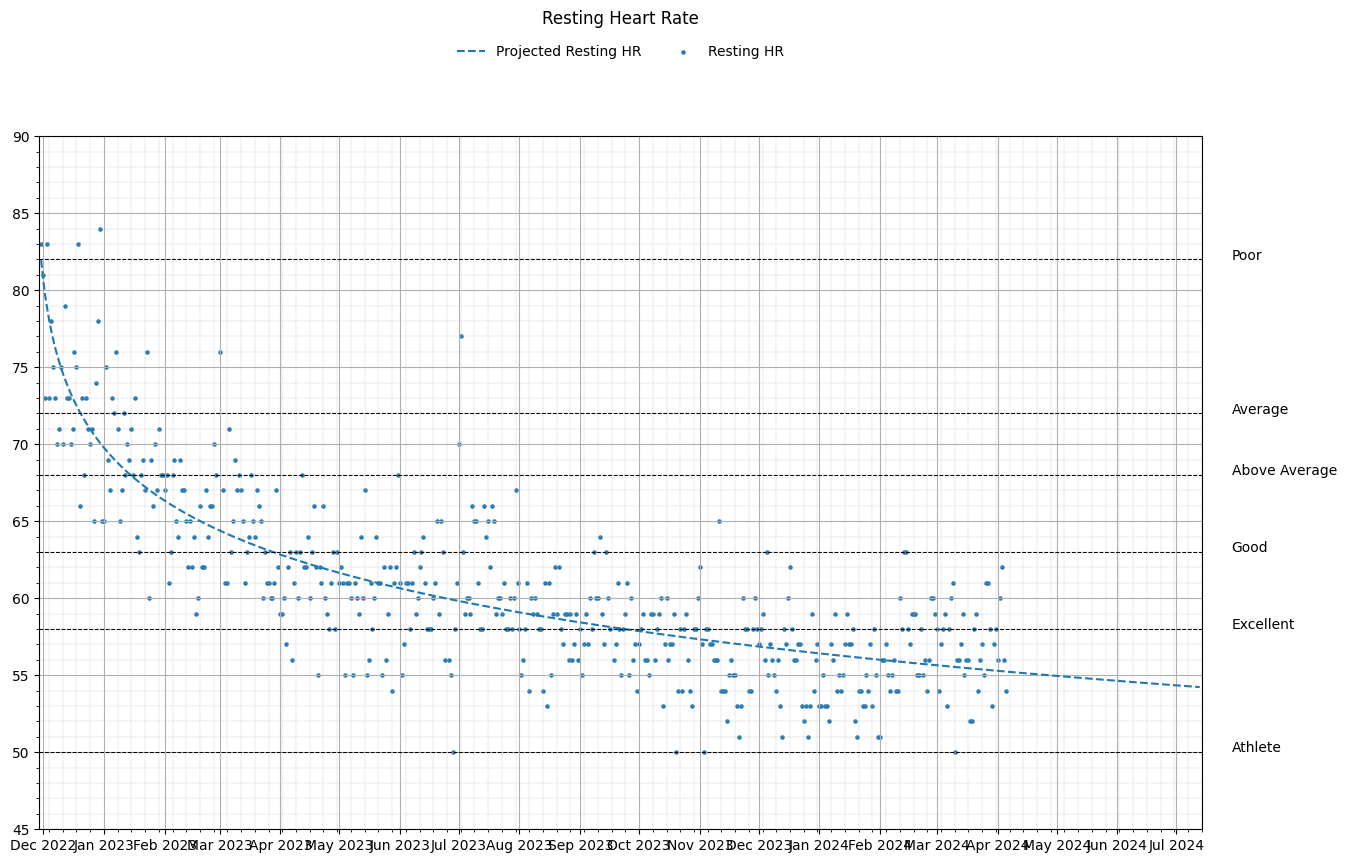 Resting Heart Rate
Projected Resting HR
Resting HR
90
85
80
75
70
65
60
55
50
45
Poor
Average
Above Average
Good
Excellent
Athlete
Dec 2022 Jan 2023 Feb 2023 Mar 2023 Apr 2023 May 2023 Jun 2023 Jul 2023 Aug 2023 Sep 2023 Oct 2023 Nov 2023 Dec 2023 Jan 2024 Feb 2024 Mar 2024 Apr 2024 May 2024 Jun 2024 Jul 2024